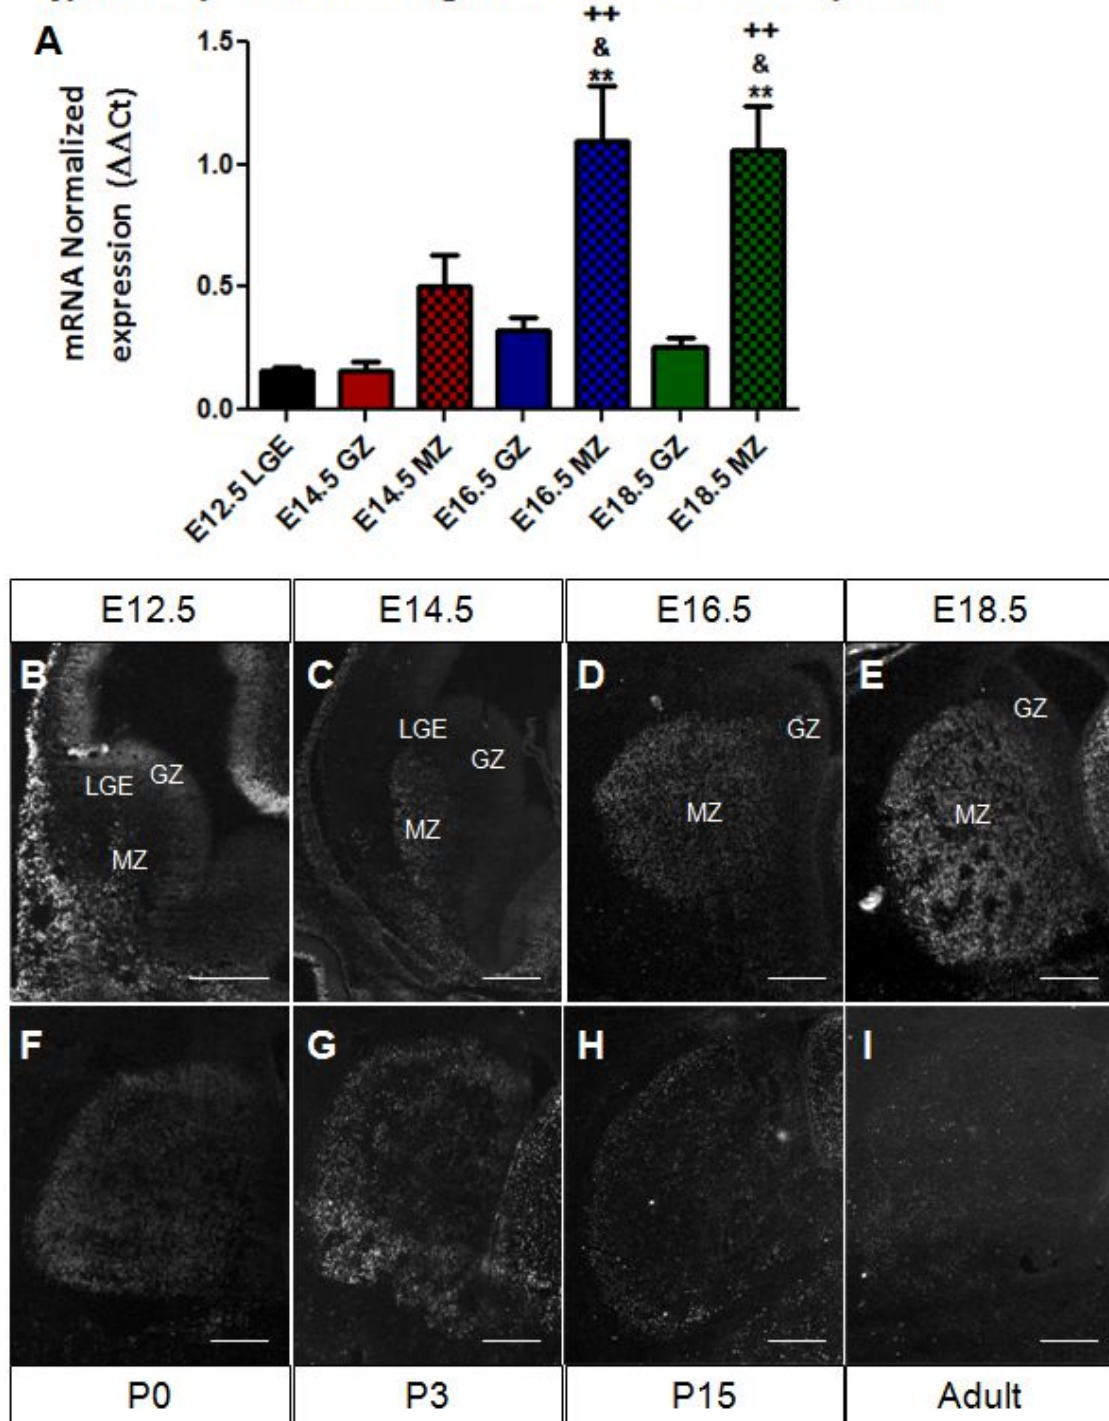 A
mRNA Normalized
expression (ΔΔCt)
1.5
1.0
0.5
0.0
++
&
**
++
&
**
E12.5 LGE
E14.5 GZ
E14.5 MZ
E16.5 GZ
E16.5 MZ
E18.5 GZ
E18.5 MZ
E12.5 E14.5 E16.5 E18.5
B
LGE GZ
MZ
C
LGE
GZ
MZ
D
GZ
MZ
E
GZ
MZ
F G H I
P0 P3 P15 Adult